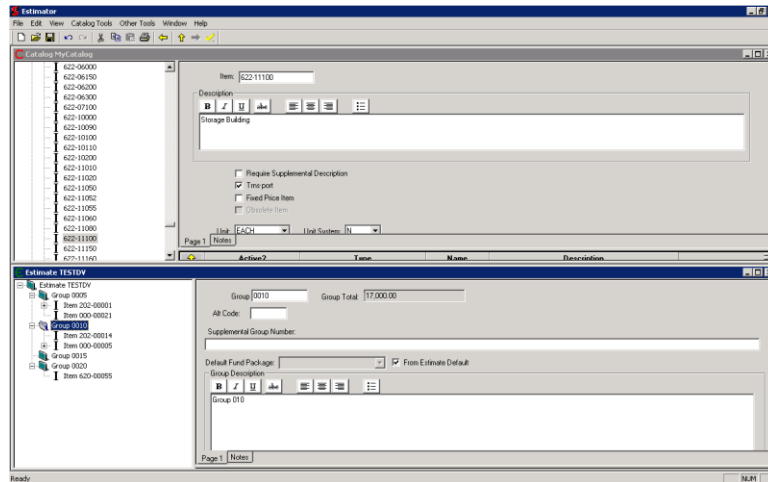 Estimator
File Edit View Catalog Tools Other Tools Window Help
Catalog MyCatalog
622-06000
622-06150
622-06200
622-06300
622-07100
622-10000
622-10090
622-10100
622-10110
622-10200
622-11010
622-11020
622-11050
622-11052
622-11055
622-11060
622-11080
622-11100
622-11150
622-11160
Item: 622-11100
Description
B I U abc
Storage Building
Require Supplemental Description
Trns·port
Fixed Price Item
Obsolete Item
Unit: EACH Unit System: N
Page 1 Notes
Active? Type Name Description
Estimate TESTDV
Estimate TESTDV
Group 0005
Item 202-00001
Item 000-00021
Group 0010
Item 202-00014
Item 000-00005
Group 0015
Group 0020
Item 620-00055
Group 0010 Group Total: 17,000.00
Alt Code:
Supplemental Group Number:
Default Fund Package: From Estimate Default
Group Description
B I U abc
Group 010
Page 1 Notes
Ready NUM